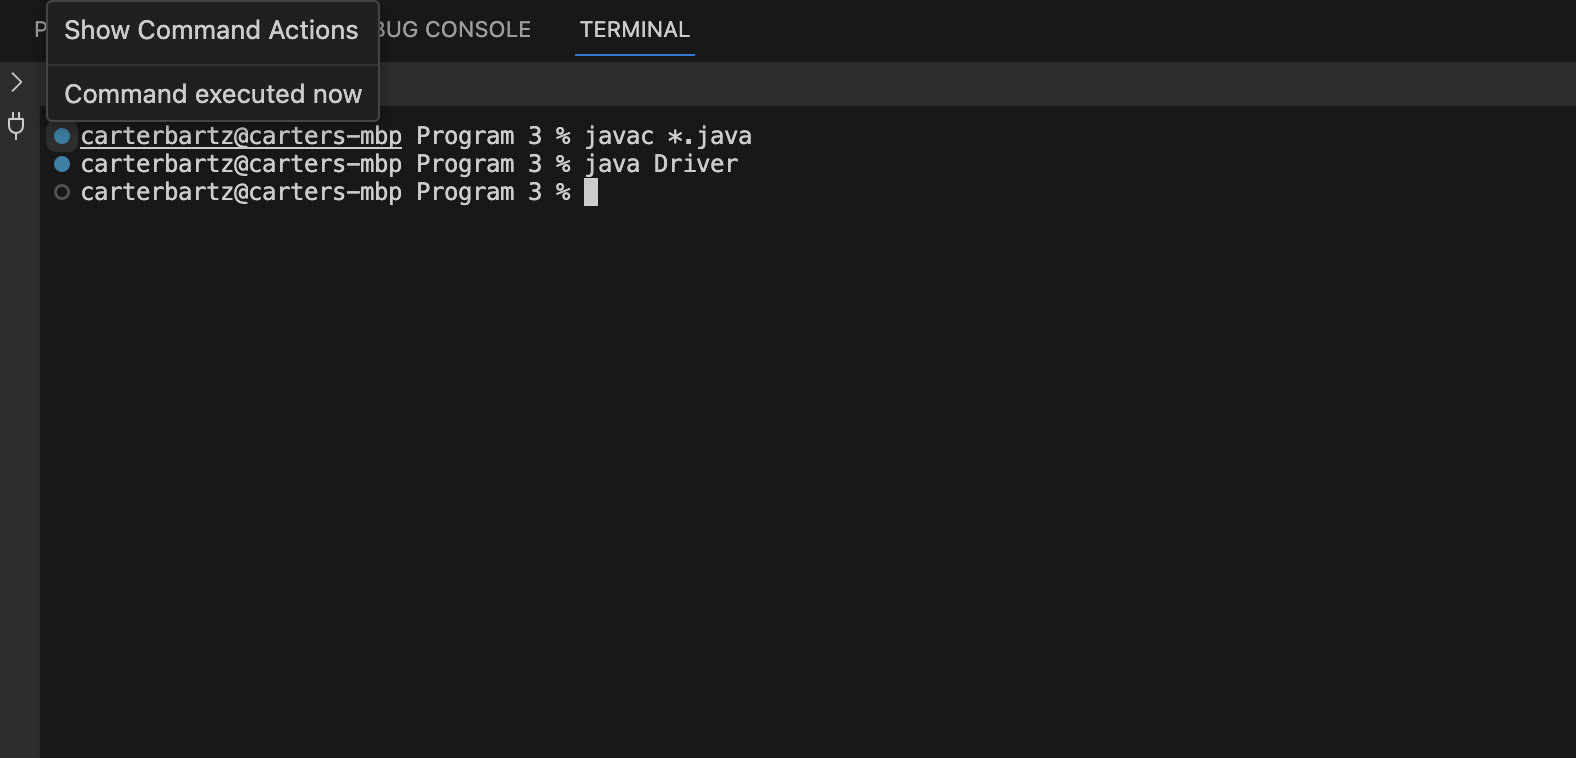 Show Command Actions
BUG CONSOLE
TERMINAL
Command executed now
carterbartz@carters-mbp Program 3 % javac *.java
carterbartz@carters-mbp Program 3 % java Driver
carterbartz@carters-mbp Program 3 %